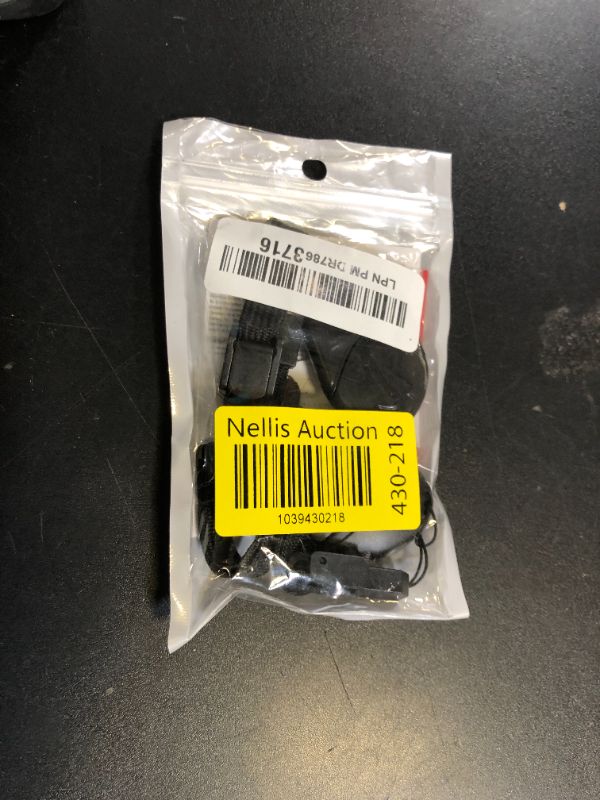 LPN PM DR7863716
Nellis Auction
1039430218
430-218